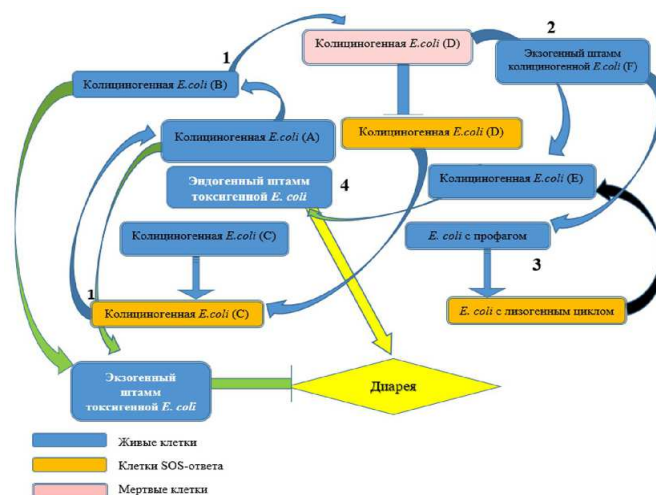 2
1
Колициногенная E.coli (D)
Экзогенный штамм
колициногенной E.coli (F)
Колициногенная E.coli (B)
Колициногенная E.coli (A)
Колициногенная E.coli (D)
Эндогенный штамм
токсигенной E. coli
4
Колициногенная E.coli (E)
Колициногенная E.coli (C)
E. coli с профагом
3
1
Колициногенная E.coli (C)
E. coli с лизогенным циклом
Экзогенный
штамм
токсигенной E. coli
Диарея
Живые клетки
Клетки SOS-ответа
Мертвые клетки